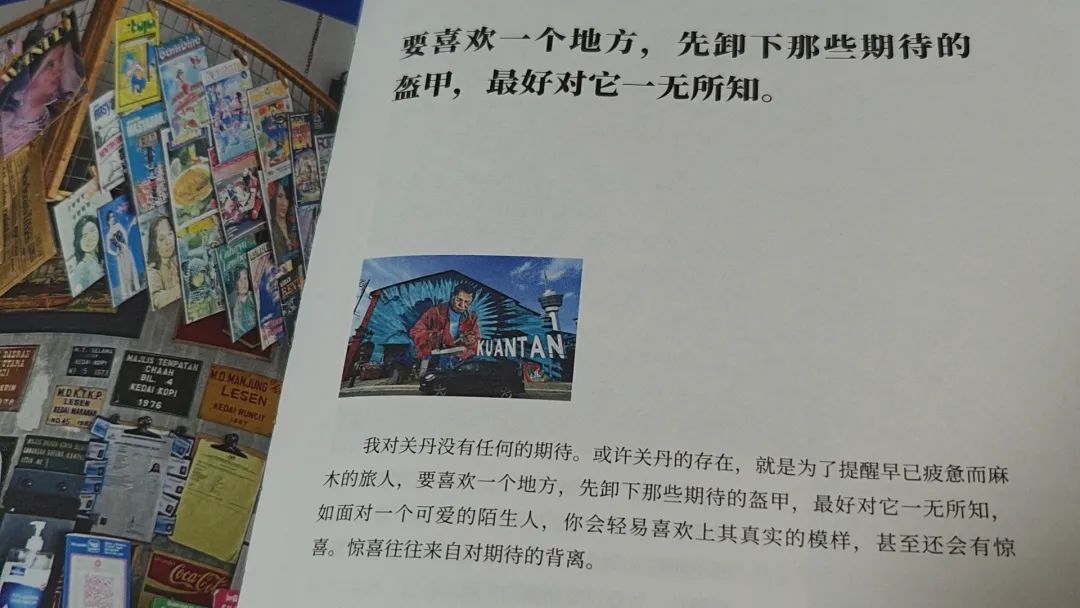 要喜欢一个地方，先卸下那些期待的
盔甲，最好对它一无所知。
KUANTAN
我对关丹没有任何的期待。或许关丹的存在，就是为了提醒早已疲惫而麻
木的旅人，要喜欢一个地方，先卸下那些期待的盔甲，最好对它一无所知，
如面对一个可爱的陌生人，你会轻易喜欢上其真实的模样，甚至还会有惊
喜。惊喜往往来自对期待的背离。
MAJLIS TEMPATAN
CHAAH
BIL. 4
KEDAI KOPI
1976
M.D. MANJUNG
LESEN
KEDAI RUNCIT
M.D.K.T.K.P.
LESEN
KEDAI MAKANAN
KEDAI KOPI
Coca-Cola